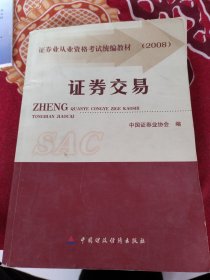 证券业从业资格考试统编教材 (2008)
证券交易
ZHENG QUANYE CONGYE ZIGE KAOSHI
TONGBIAN JIAOCAI
中国证券业协会 编
SAC
中国财政经济出版社